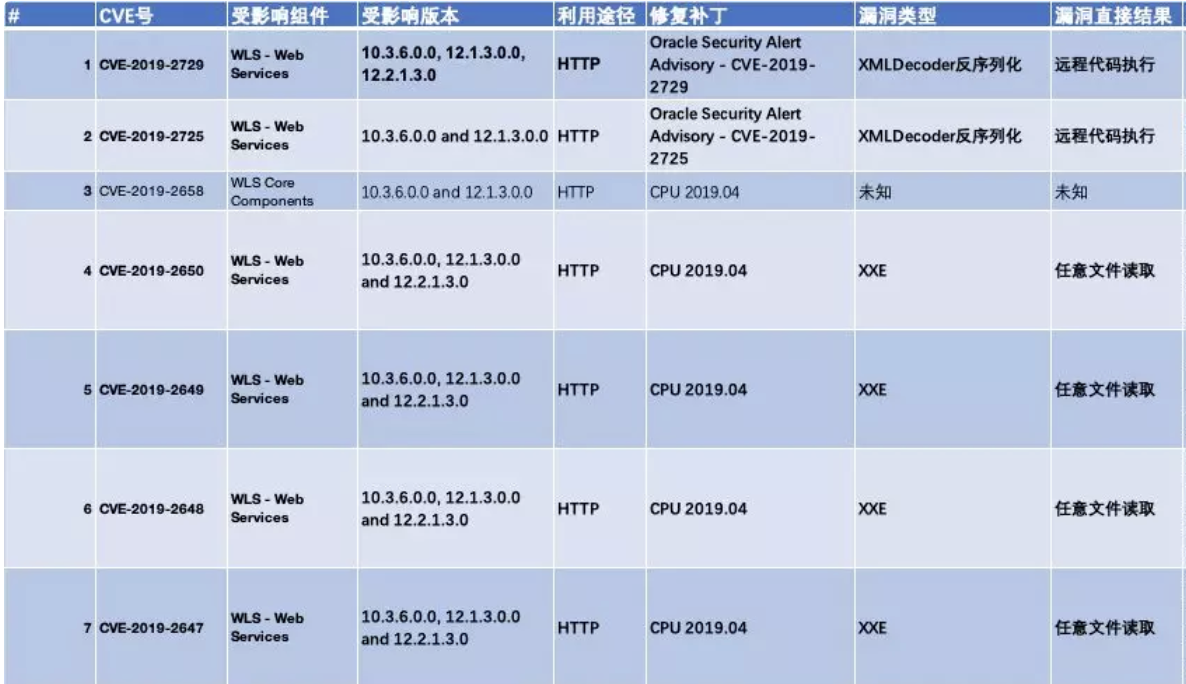 # CVE号 受影响组件 受影响版本 利用途径 修复补丁 漏洞类型 漏洞直接结果
1 CVE-2019-2729 WLS - Web Services 10.3.6.0.0, 12.1.3.0.0, 12.2.1.3.0 HTTP Oracle Security Alert Advisory - CVE-2019-2729 XMLDecoder反序列化 远程代码执行
2 CVE-2019-2725 WLS - Web Services 10.3.6.0.0 and 12.1.3.0.0 HTTP Oracle Security Alert Advisory - CVE-2019-2725 XMLDecoder反序列化 远程代码执行
3 CVE-2019-2658 WLS Core Components 10.3.6.0.0 and 12.1.3.0.0 HTTP CPU 2019.04 未知 未知
4 CVE-2019-2650 WLS - Web Services 10.3.6.0.0, 12.1.3.0.0 and 12.2.1.3.0 HTTP CPU 2019.04 XXE 任意文件读取
5 CVE-2019-2649 WLS - Web Services 10.3.6.0.0, 12.1.3.0.0 and 12.2.1.3.0 HTTP CPU 2019.04 XXE 任意文件读取
6 CVE-2019-2648 WLS - Web Services 10.3.6.0.0, 12.1.3.0.0 and 12.2.1.3.0 HTTP CPU 2019.04 XXE 任意文件读取
7 CVE-2019-2647 WLS - Web Services 10.3.6.0.0, 12.1.3.0.0 and 12.2.1.3.0 HTTP CPU 2019.04 XXE 任意文件读取